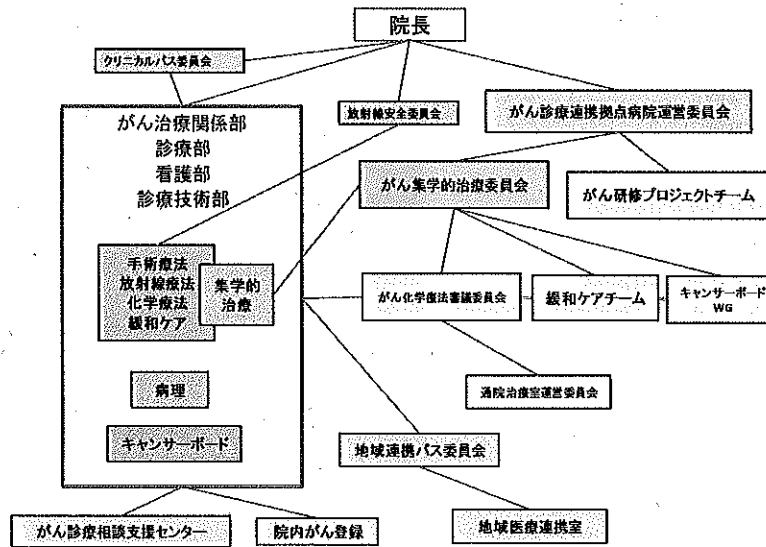 院長
クリニカルパス委員会
放射線安全委員会
がん診療連携拠点病院運営委員会
がん治療関係部
診療部
看護部
診療技術部
がん集学的治療委員会
がん研修プロジェクトチーム
手術療法
放射線療法
化学療法
緩和ケア
集学的
治療
がん化学療法審議委員会
緩和ケアチーム
キャンサーボード
WG
病理
通院治療室運営委員会
キャンサーボード
地域連携パス委員会
がん診療相談支援センター
院内がん登録
地域医療連携室